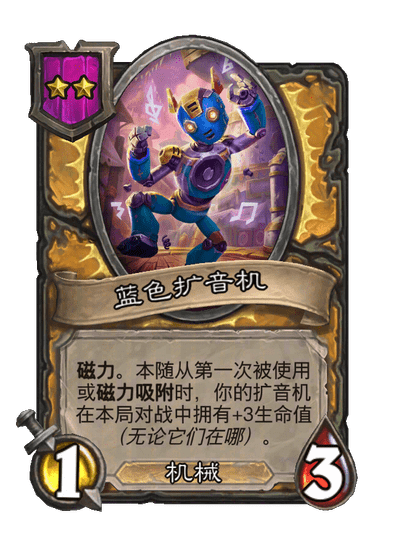 蓝色扩音机
磁力。本随从第一次被使用
或磁力吸附时，你的扩音机
在本局对战中拥有+3生命值
（无论它们在哪）。
1
机械
3